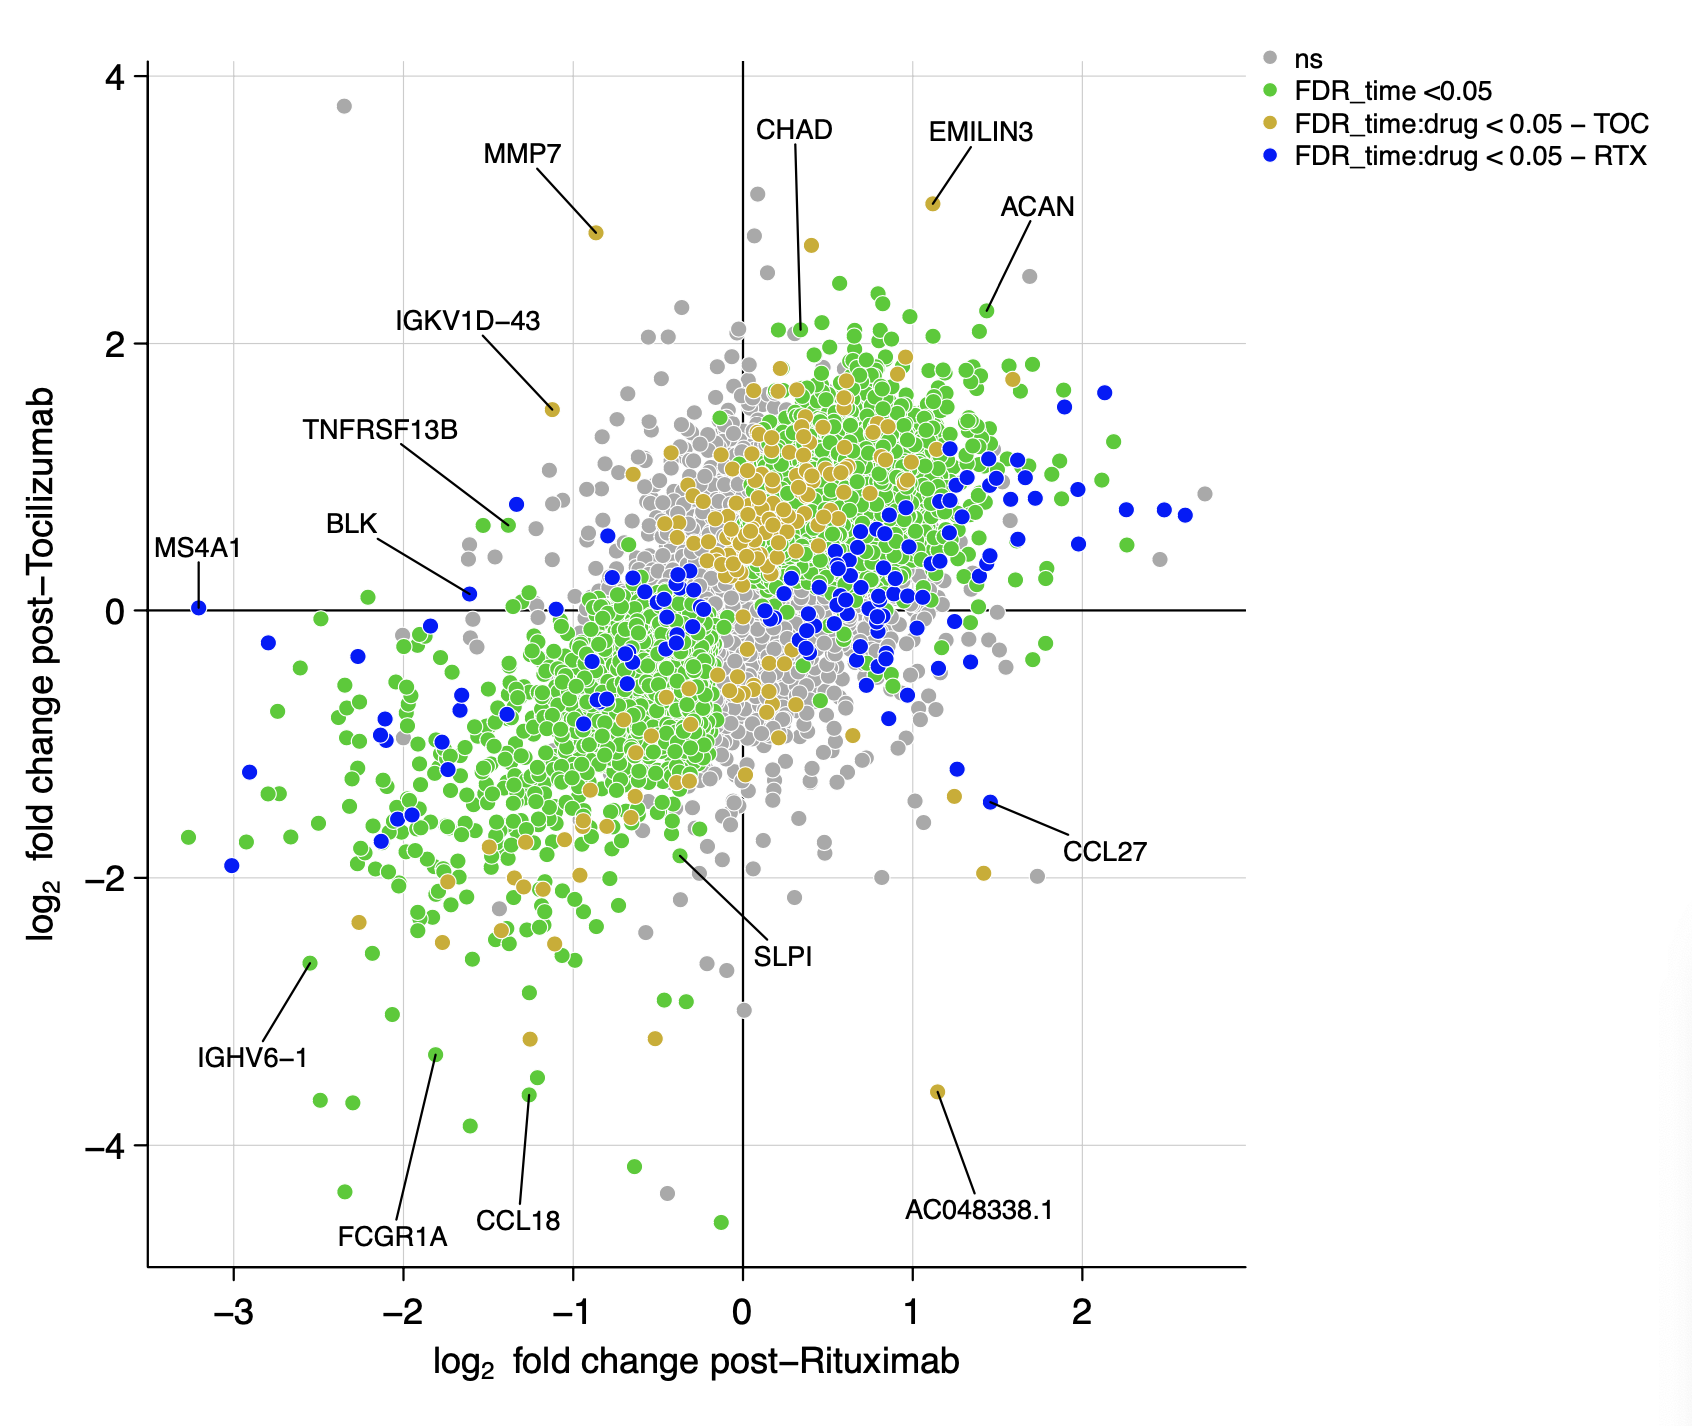 ns
FDR_time <0.05
FDR_time:drug < 0.05 – TOC
FDR_time:drug < 0.05 – RTX
4
2
0
−2
−4
log₂ fold change post−Tocilizumab
CHAD
EMILIN3
MMP7
ACAN
IGKV1D−43
TNFRSF13B
BLK
MS4A1
CCL27
SLPI
IGHV6−1
AC048338.1
CCL18
FCGR1A
−3
−2
−1
0
1
2
log₂ fold change post−Rituximab